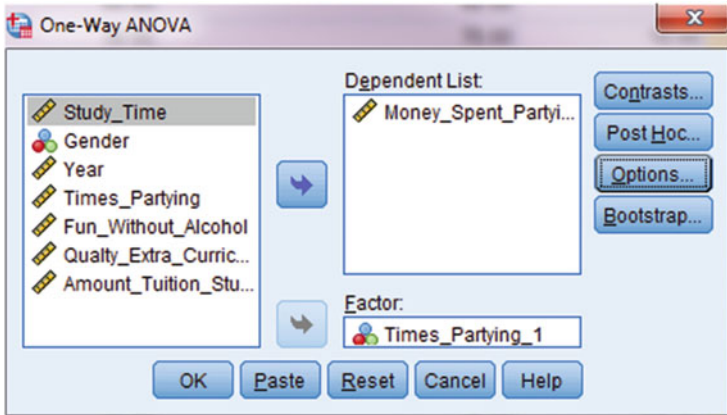 One-Way ANOVA
Study_Time
Gender
Year
Times_Partying
Fun_Without_Alcohol
Qualty_Extra_Curric...
Amount_Tuition_Stu...
Dependent List:
Money_Spent_Partyi...
Factor:
Times_Partying_1
Contrasts...
Post Hoc...
Options...
Bootstrap...
OK
Paste
Reset
Cancel
Help